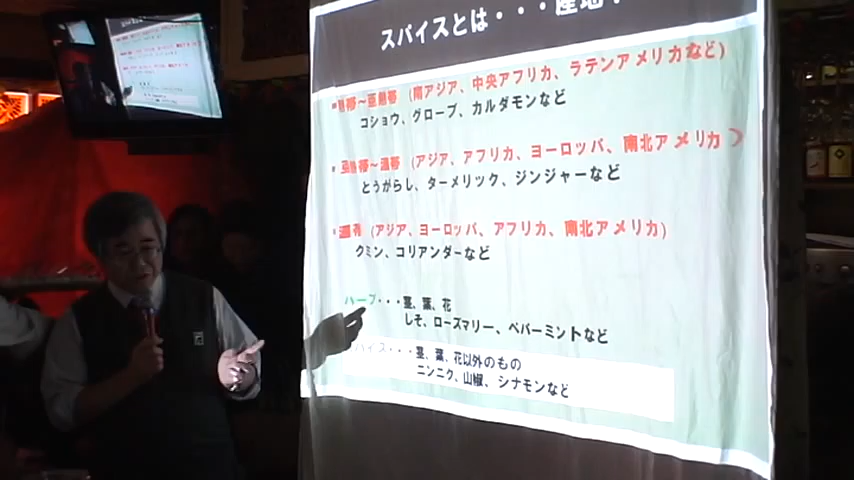 スパイスとは・・・産地・
■熱帯～亜熱帯 (南アジア、中央アフリカ、ラテンアメリカなど)
コショウ、グローブ、カルダモンなど
■亜熱帯～温帯 (アジア、アフリカ、ヨーロッパ、南北アメリカ)
とうがらし、ターメリック、ジンジャーなど
■温帯 (アジア、ヨーロッパ、アフリカ、南北アメリカ)
クミン、コリアンダーなど
ハーブ・・・茎、葉、花
しそ、ローズマリー、ペパーミントなど
スパイス・・・茎、葉、花以外のもの
ニンニク、山椒、シナモンなど